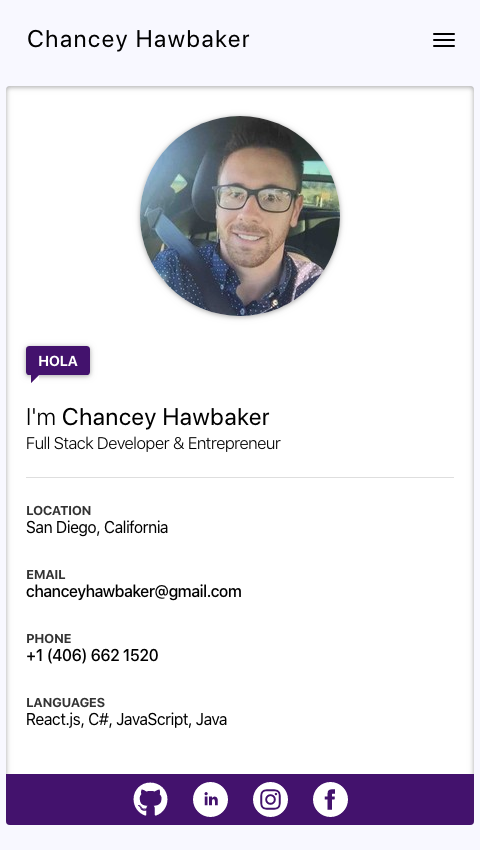 Chancey Hawbaker
HOLA
I'm Chancey Hawbaker
Full Stack Developer & Entrepreneur
LOCATION
San Diego, California
EMAIL
chanceyhawbaker@gmail.com
PHONE
+1 (406) 662 1520
LANGUAGES
React.js, C#, JavaScript, Java